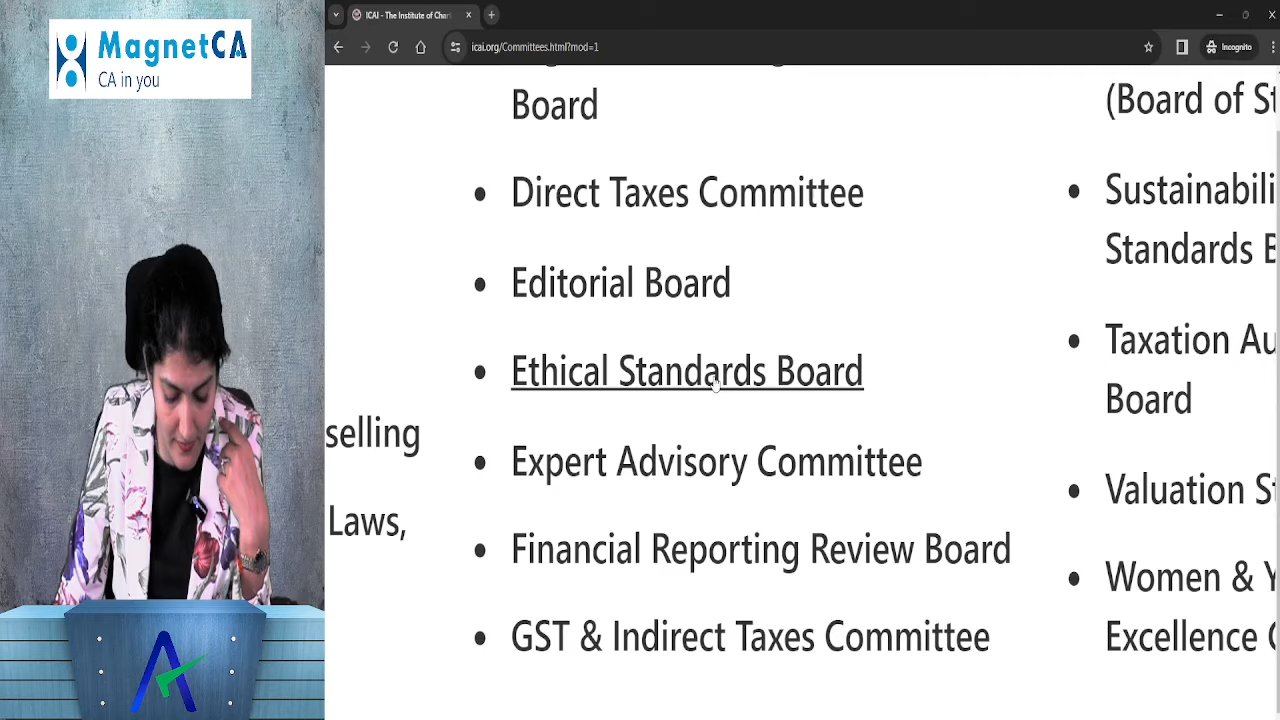 MagnetCA
CA in you
ICAI - The Institute of Char
icai.org/Committees.html?mod=1
Incognito
selling
Laws,
Board
Direct Taxes Committee
Editorial Board
Ethical Standards Board
Expert Advisory Committee
Financial Reporting Review Board
GST & Indirect Taxes Committee
(Board of St
Sustainabili
Standards B
Taxation Au
Board
Valuation St
Women & Y
Excellence C